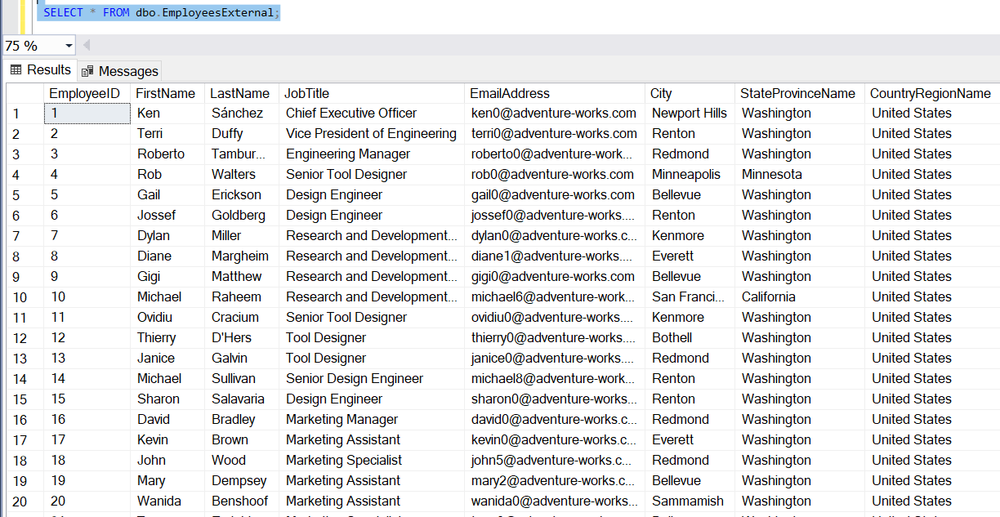 SELECT * FROM dbo.EmployeesExternal;
75 %
Results Messages
EmployeeID FirstName LastName JobTitle EmailAddress City StateProvinceName CountryRegionName
1 1 Ken Sánchez Chief Executive Officer ken0@adventure-works.com Newport Hills Washington United States
2 2 Terri Duffy Vice President of Engineering terri0@adventure-works.com Renton Washington United States
3 3 Roberto Tambur... Engineering Manager roberto0@adventure-work... Redmond Washington United States
4 4 Rob Walters Senior Tool Designer rob0@adventure-works.com Minneapolis Minnesota United States
5 5 Gail Erickson Design Engineer gail0@adventure-works.com Bellevue Washington United States
6 6 Jossef Goldberg Design Engineer jossef0@adventure-works.... Renton Washington United States
7 7 Dylan Miller Research and Development... dylan0@adventure-works.c... Kenmore Washington United States
8 8 Diane Margheim Research and Development... diane1@adventure-works.... Everett Washington United States
9 9 Gigi Matthew Research and Development... gigi0@adventure-works.com Bellevue Washington United States
10 10 Michael Raheem Research and Development... michael6@adventure-work... San Franci... California United States
11 11 Ovidiu Cracium Senior Tool Designer ovidiu0@adventure-works.... Kenmore Washington United States
12 12 Thierry D'Hers Tool Designer thierry0@adventure-works.... Bothell Washington United States
13 13 Janice Galvin Tool Designer janice0@adventure-works.... Redmond Washington United States
14 14 Michael Sullivan Senior Design Engineer michael8@adventure-work... Renton Washington United States
15 15 Sharon Salavaria Design Engineer sharon0@adventure-works... Renton Washington United States
16 16 David Bradley Marketing Manager david0@adventure-works.c... Redmond Washington United States
17 17 Kevin Brown Marketing Assistant kevin0@adventure-works.c... Everett Washington United States
18 18 John Wood Marketing Specialist john5@adventure-works.c... Redmond Washington United States
19 19 Mary Dempsey Marketing Assistant mary2@adventure-works.c... Bellevue Washington United States
20 20 Wanida Benshoof Marketing Assistant wanida0@adventure-works... Sammamish Washington United States